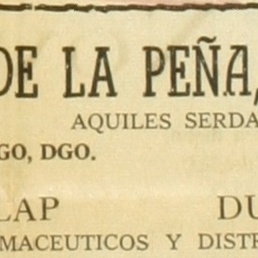 DE LA PEÑA,
AQUILES SERDA
GO, DGO.
LAP DU
MACEUTICOS Y DISTR